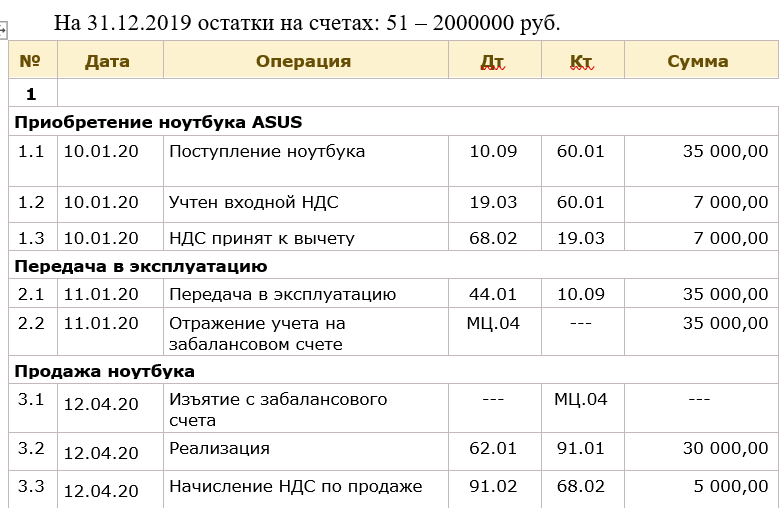 На 31.12.2019 остатки на счетах: 51 – 2000000 руб.
№ Дата Операция Дт Кт Сумма
1
Приобретение ноутбука ASUS
1.1 10.01.20 Поступление ноутбука 10.09 60.01 35 000,00
1.2 10.01.20 Учтен входной НДС 19.03 60.01 7 000,00
1.3 10.01.20 НДС принят к вычету 68.02 19.03 7 000,00
Передача в эксплуатацию
2.1 11.01.20 Передача в эксплуатацию 44.01 10.09 35 000,00
2.2 11.01.20 Отражение учета на МЦ.04 --- 35 000,00
забалансовом счете
Продажа ноутбука
3.1 12.04.20 Изъятие с забалансового --- МЦ.04 ---
счета
3.2 12.04.20 Реализация 62.01 91.01 30 000,00
3.3 12.04.20 Начисление НДС по продаже 91.02 68.02 5 000,00